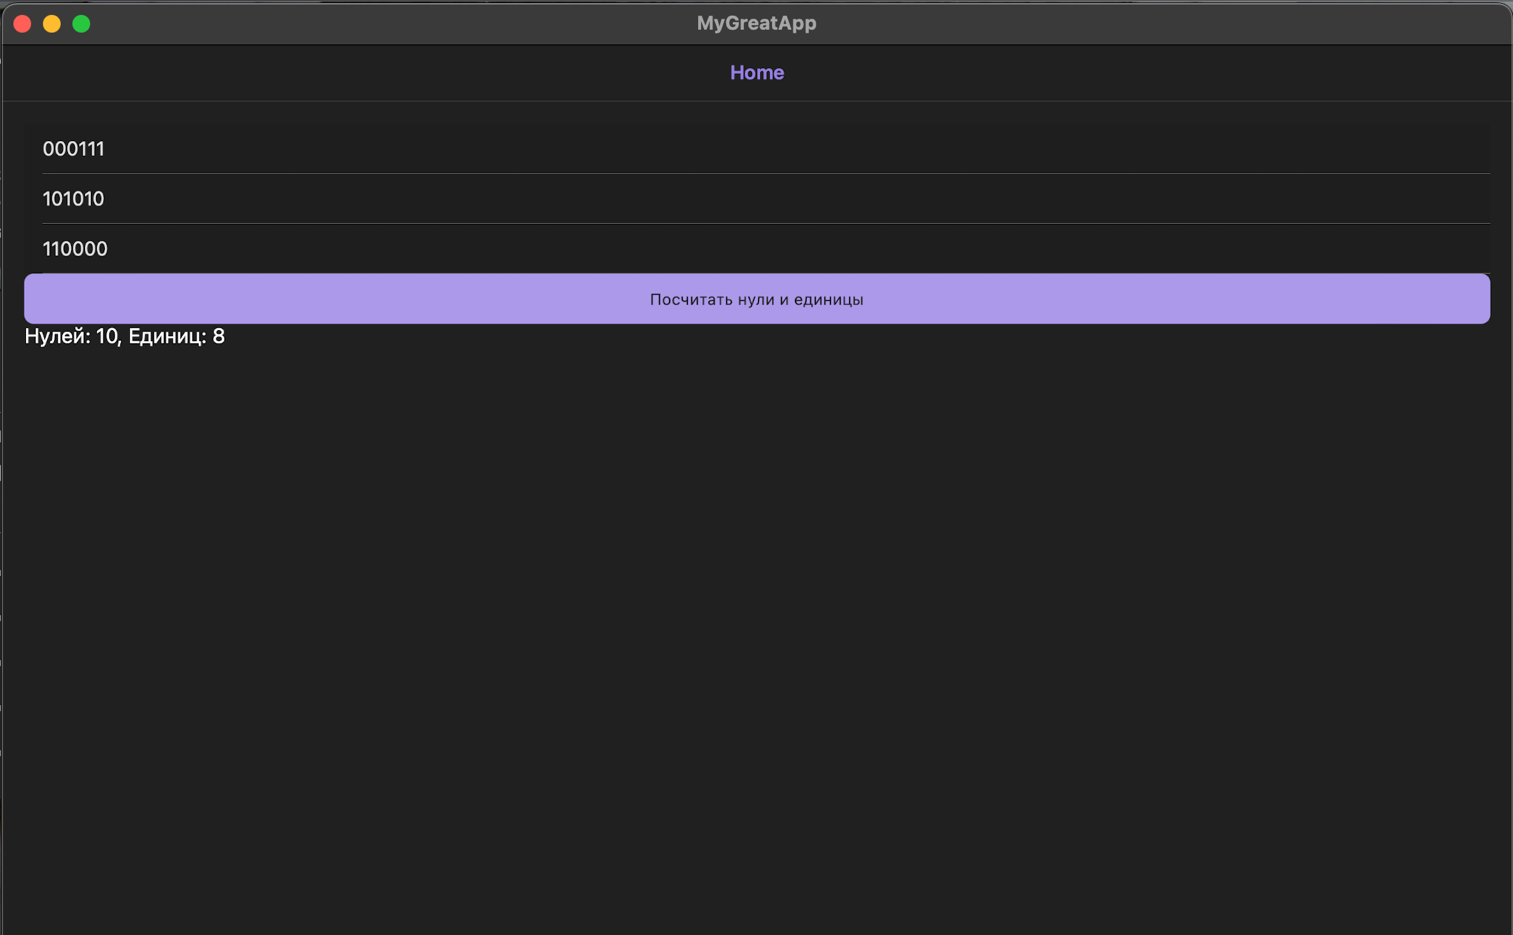 MyGreatApp
Home
000111
101010
110000
Посчитать нули и единицы
Нулей: 10, Единиц: 8